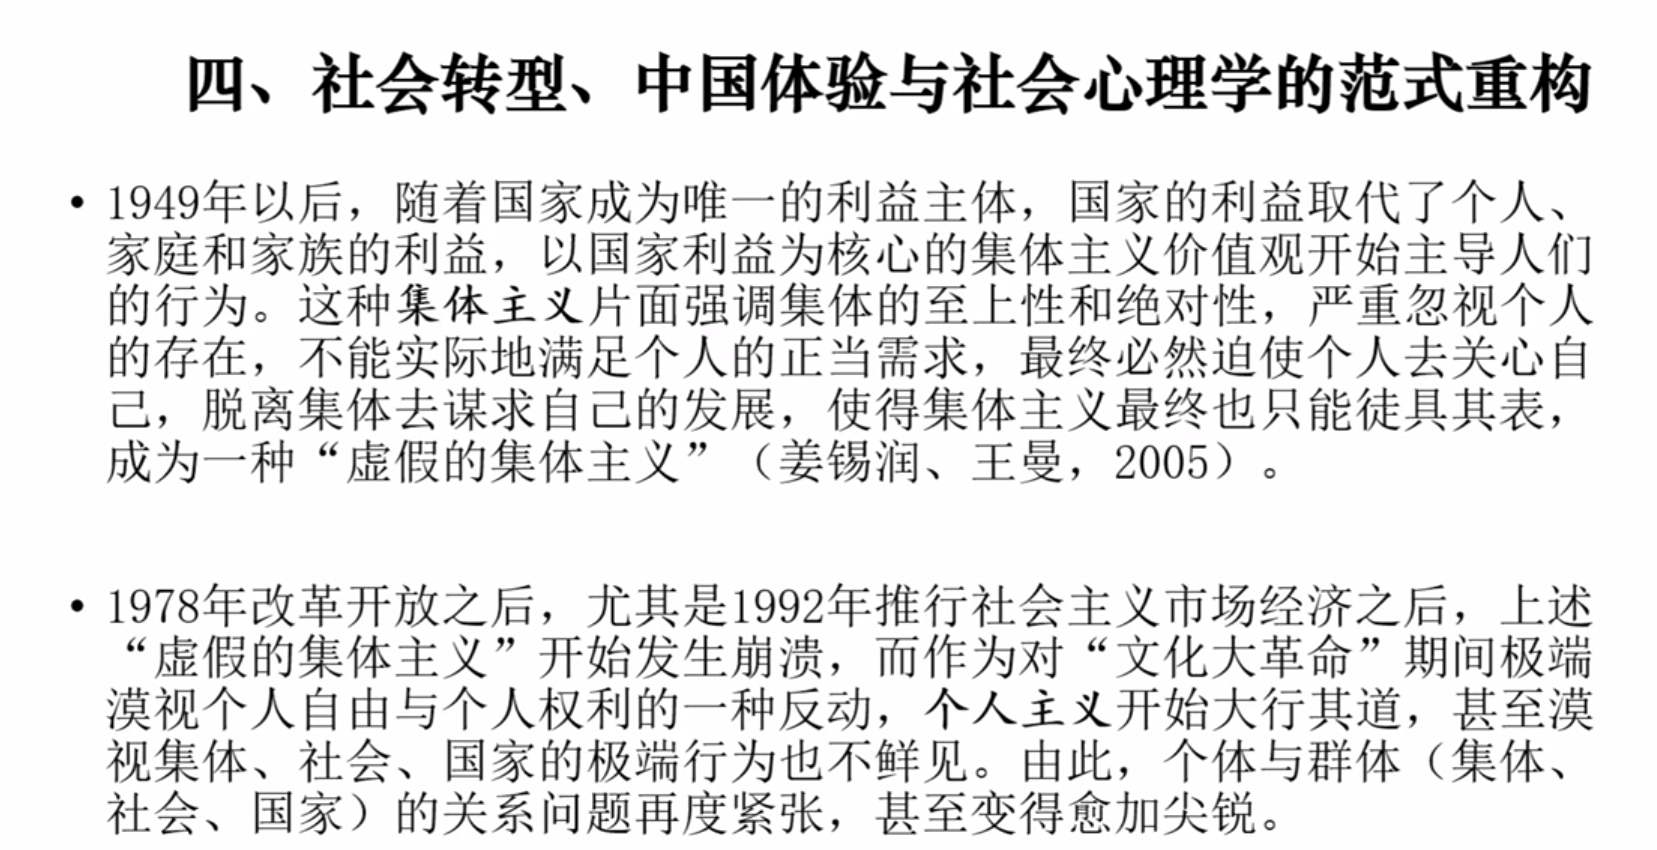 四、社会转型、中国体验与社会心理学的范式重构
• 1949年以后，随着国家成为唯一的利益主体，国家的利益取代了个人、
家庭和家族的利益，以国家利益为核心的集体主义价值观开始主导人们
的行为。这种集体主义片面强调集体的至上性和绝对性，严重忽视个人
的存在，不能实际地满足个人的正当需求，最终必然迫使个人去关心自
己，脱离集体去谋求自己的发展，使得集体主义最终也只能徒具其表，
成为一种“虚假的集体主义”（姜锡润、王曼，2005）。
• 1978年改革开放之后，尤其是1992年推行社会主义市场经济之后，上述
“虚假的集体主义”开始发生崩溃，而作为对“文化大革命”期间极端
漠视个人自由与个人权利的一种反动，个人主义开始大行其道，甚至漠
视集体、社会、国家的极端行为也不鲜见。由此，个体与群体（集体、
社会、国家）的关系问题再度紧张，甚至变得愈加尖锐。